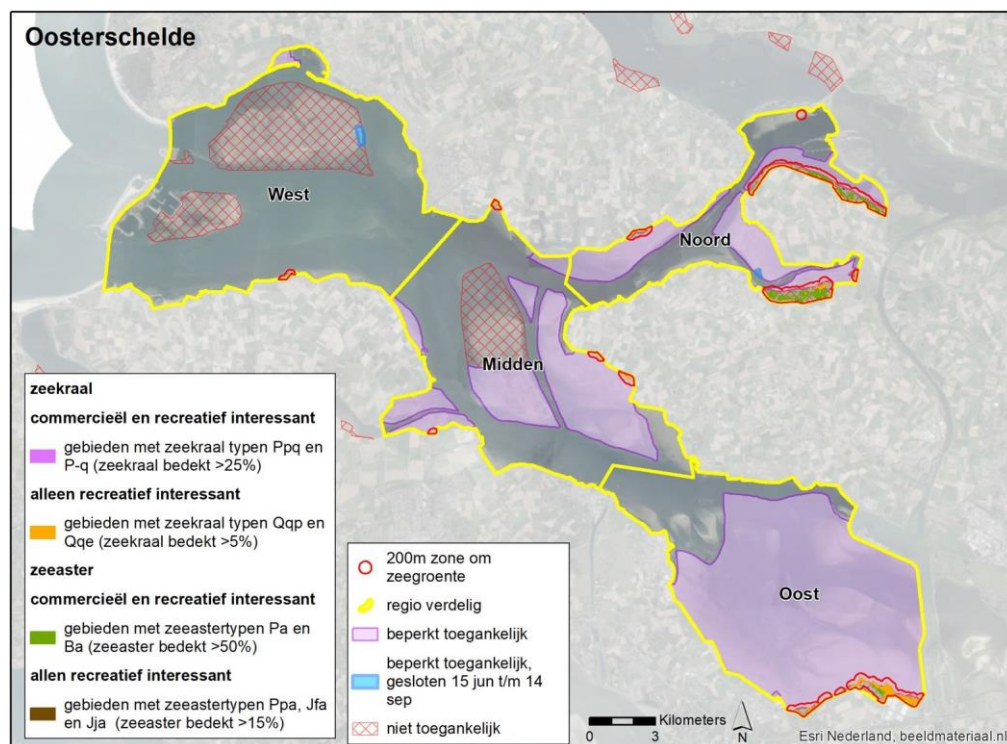 Oosterschelde
West
Noord
Midden
Oost
zeekraal
commercieël en recreatief interessant
gebieden met zeekraal typen Ppq en
P-q (zeekraal bedekt >25%)
alleen recreatief interessant
gebieden met zeekraal typen Qqp en
Qqe (zeekraal bedekt >5%)
zeeaster
commercieël en recreatief interessant
gebieden met zeeastertypen Pa en
Ba (zeeaster bedekt >50%)
allen recreatief interessant
gebieden met zeeastertypen Ppa, Jfa
en Jja (zeeaster bedekt >15%)
200m zone om
zeegroente
regio verdelig
beperkt toegankelijk
beperkt toegankelijk,
gesloten 15 jun t/m 14
sep
niet toegankelijk
Kilometers
0 3
N
Esri Nederland, beeldmateriaal.n